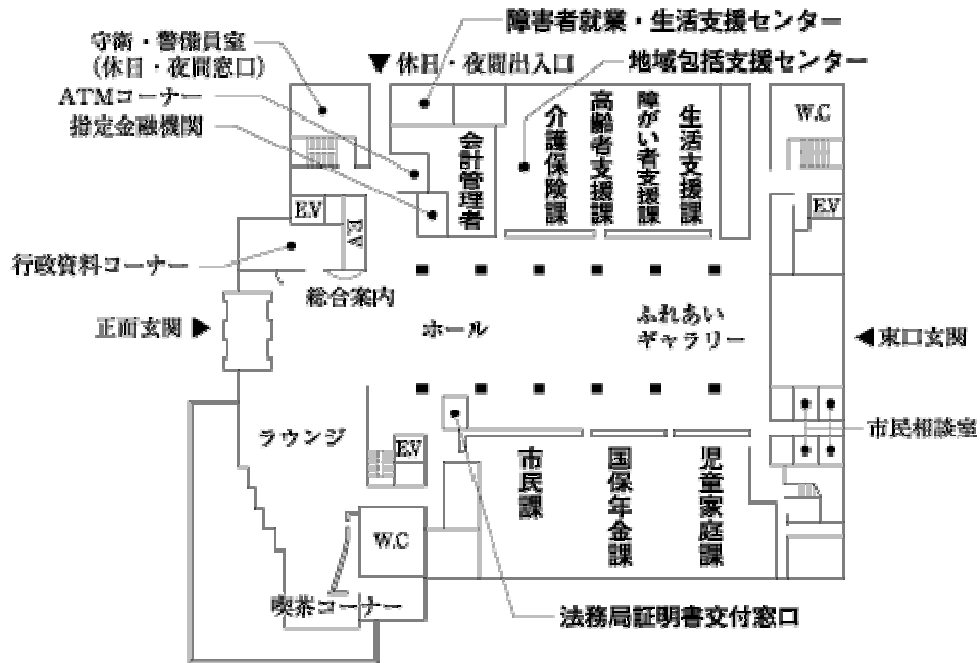 障害者就業・生活支援センター
守衛・警備員室
(休日・夜間窓口)
▼休日・夜間出入口
地域包括支援センター
ATMコーナー
指定金融機関
会計管理者
介護保険課
高齢者支援課
障がい者支援課
生活支援課
W.C
E.V
E.V
E.V
行政資料コーナー
総合案内
正面玄関▶
ホール
ふれあい
ギャラリー
◀東口玄関
市民相談室
ラウンジ
E.V
市民課
国保年金課
児童家庭課
W.C
喫茶コーナー
法務局証明書交付窓口